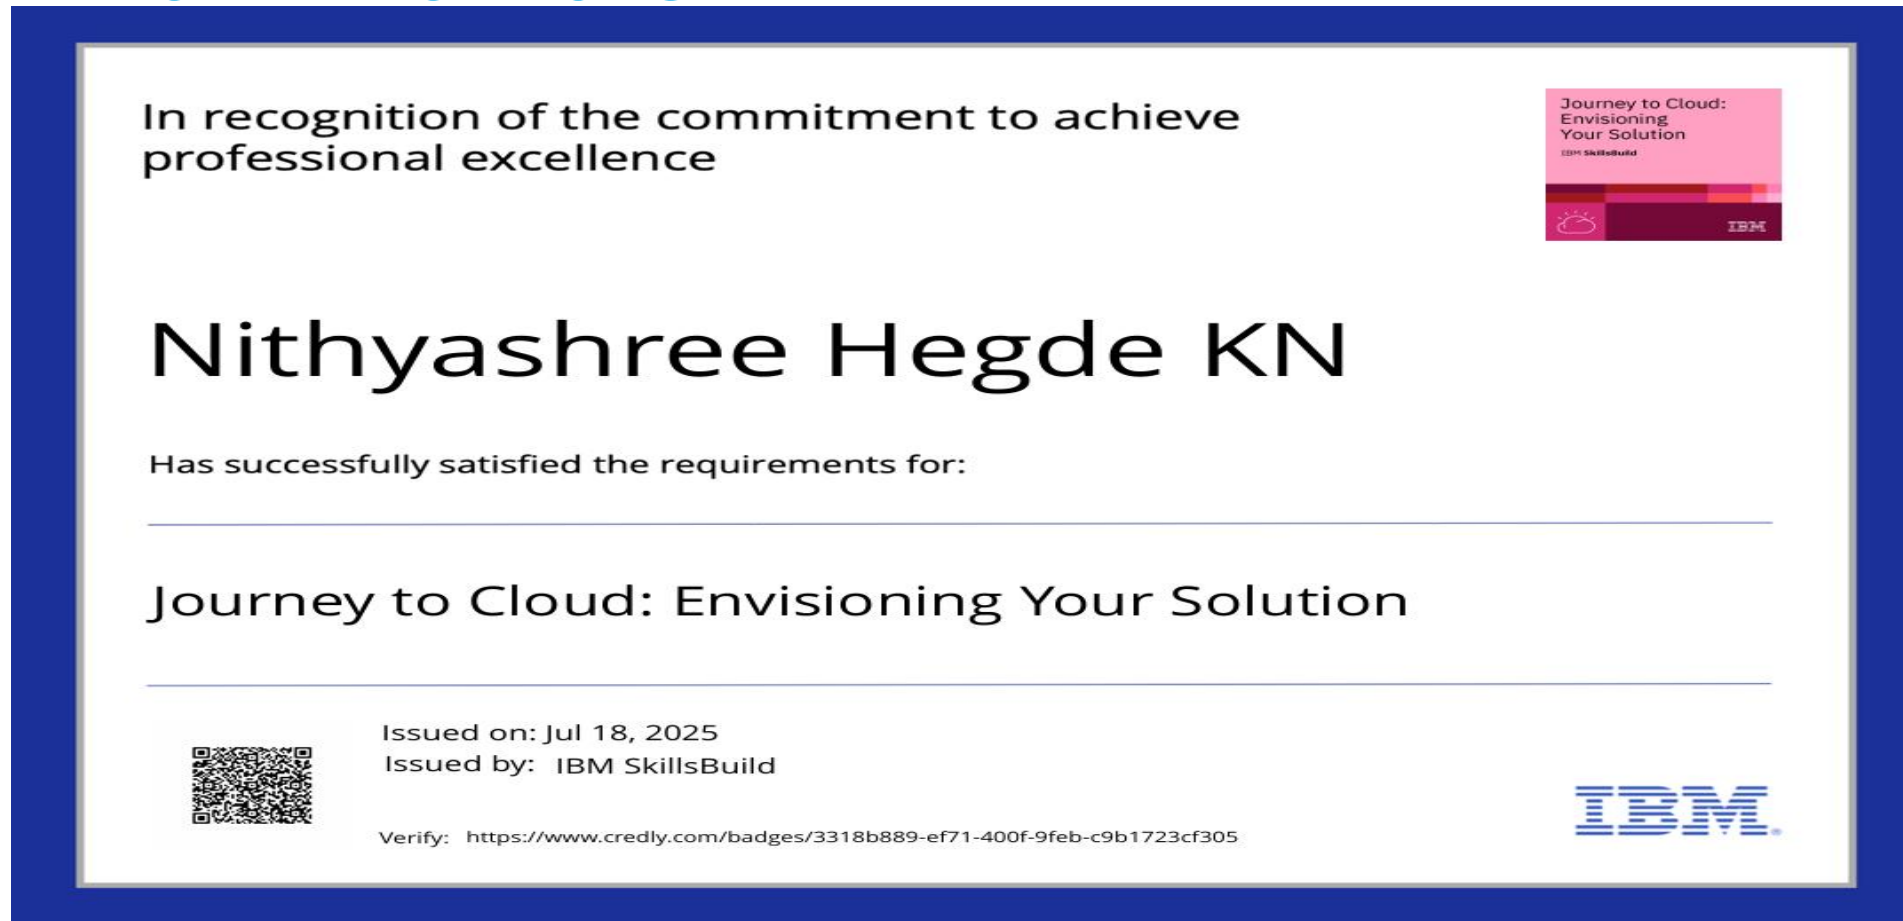 In recognition of the commitment to achieve
professional excellence
Journey to Cloud:
Envisioning
Your Solution
IBM SkillsBuild
IBM
Nithyashree Hegde KN
Has successfully satisfied the requirements for:
Journey to Cloud: Envisioning Your Solution
Issued on: Jul 18, 2025
Issued by: IBM SkillsBuild
Verify: https://www.credly.com/badges/3318b889-ef71-400f-9feb-c9b1723cf305
IBM